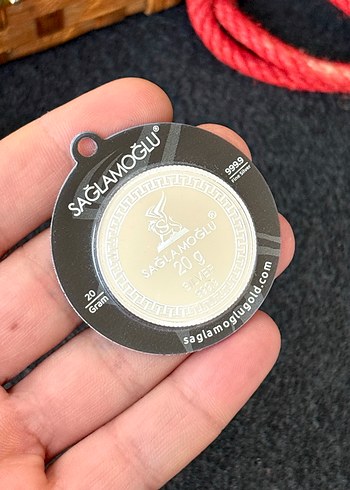 SAĞLAMOĞLU®
999.9
Fine Silver
®
SAĞLAMOĞLU
20 g
SILVER
20
Gram
saglamoglugold.com